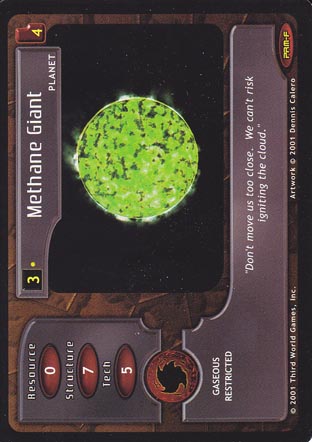 3
Methane Giant
4
PLANET
Resource
0
Structure
7
Tech
5
GASEOUS
RESTRICTED
"Don't move us too close. We can't risk
igniting the cloud."
PRM-F
© 2001 Third World Games, Inc.
Artwork © 2001 Dennis Calero